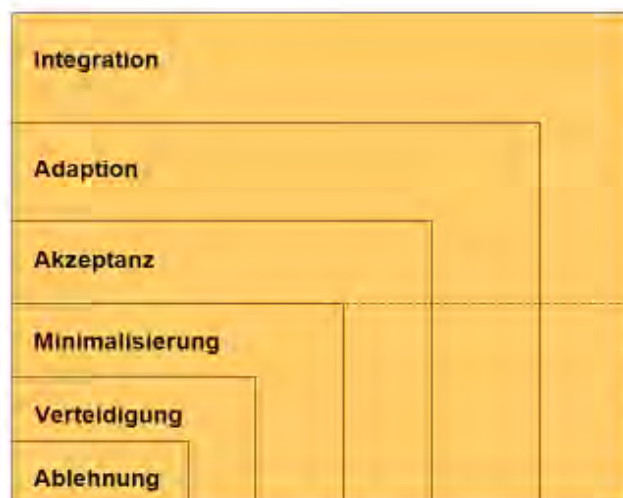 Integration
Adaption
Akzeptanz
Minimalisierung
Verteidigung
Ablehnung